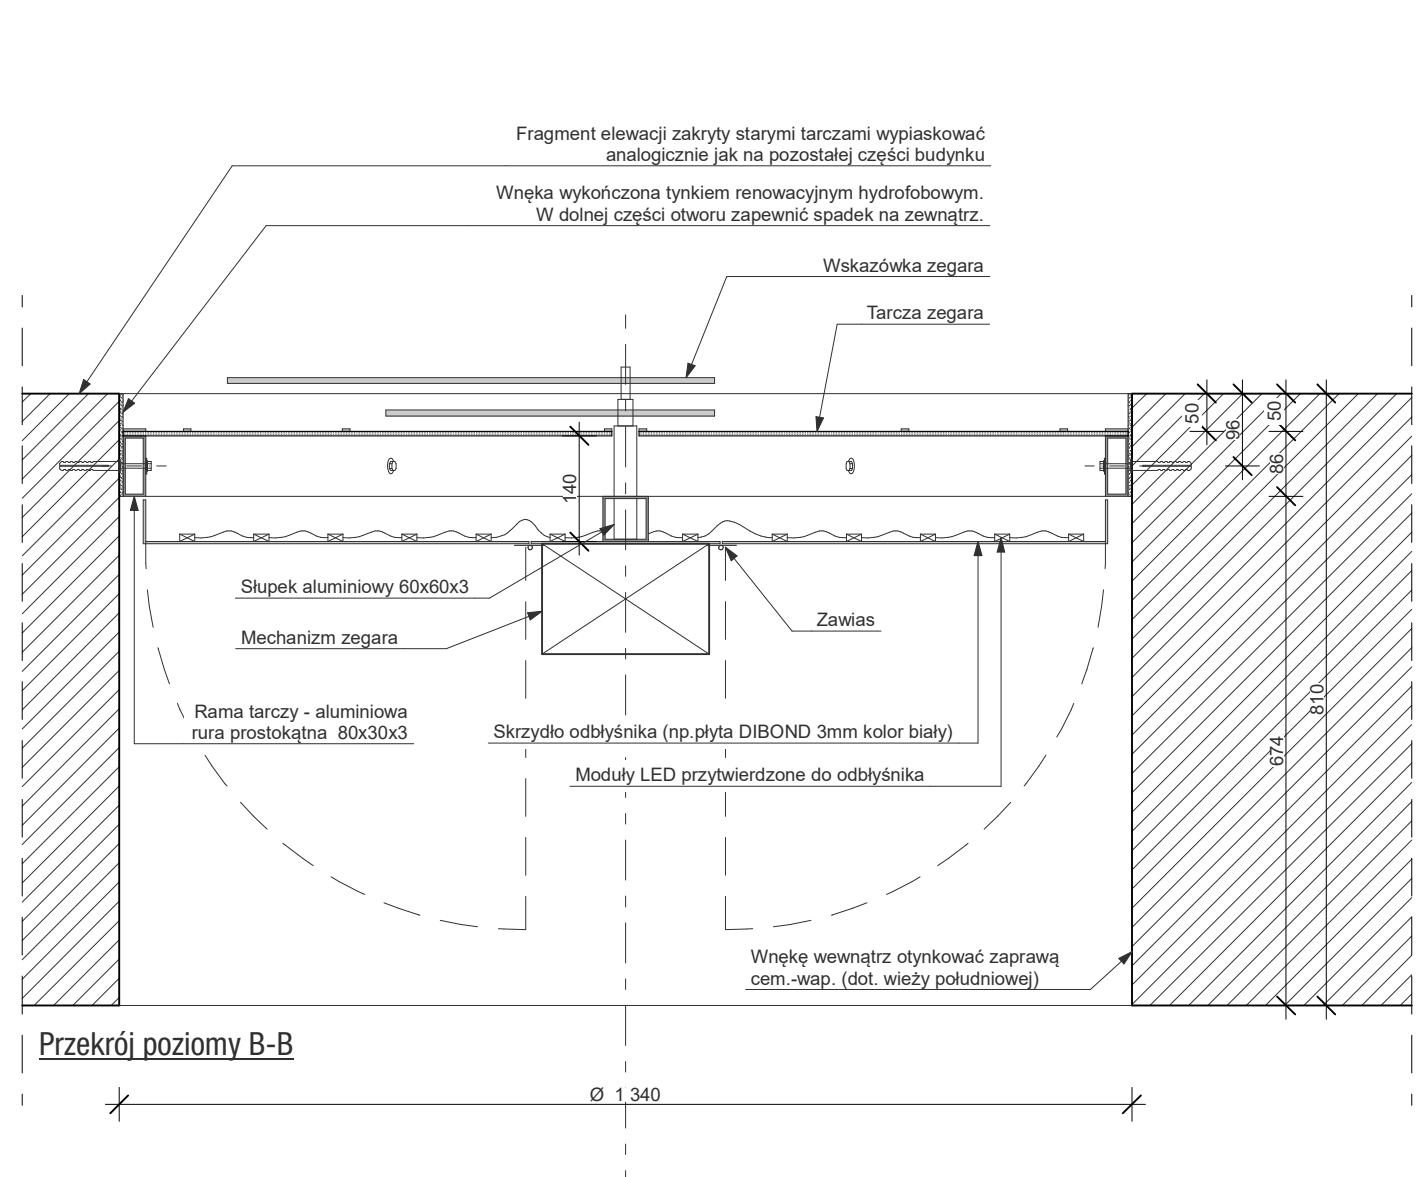 Fragment elewacji zakryty starymi tarczami wypiaskować
analogicznie jak na pozostałej części budynku
Wnęka wykończona tynkiem renowacyjnym hydrofobowym.
W dolnej części otworu zapewnić spadek na zewnątrz.
Wskazówka zegara
Tarcza zegara
50
96
50
86
140
Słupek aluminiowy 60x60x3
Mechanizm zegara
Zawias
Rama tarczy - aluminiowa
rura prostokątna 80x30x3
Skrzydło odbłyśnika (np.płyta DIBOND 3mm kolor biały)
Moduły LED przytwierdzone do odbłyśnika
810
674
Wnękę wewnątrz otynkować zaprawą
cem.-wap. (dot. wieży południowej)
Przekrój poziomy B-B
Ø 1 340